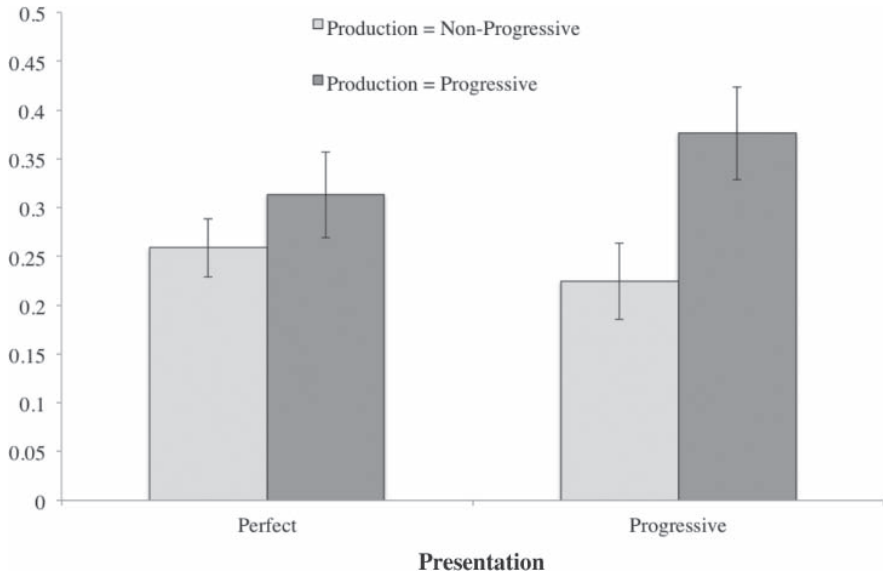 0.5
Production = Non-Progressive
0.45
Production = Progressive
0.4
0.35
0.3
0.25
0.2
0.15
0.1
0.05
0
Perfect Progressive
Presentation